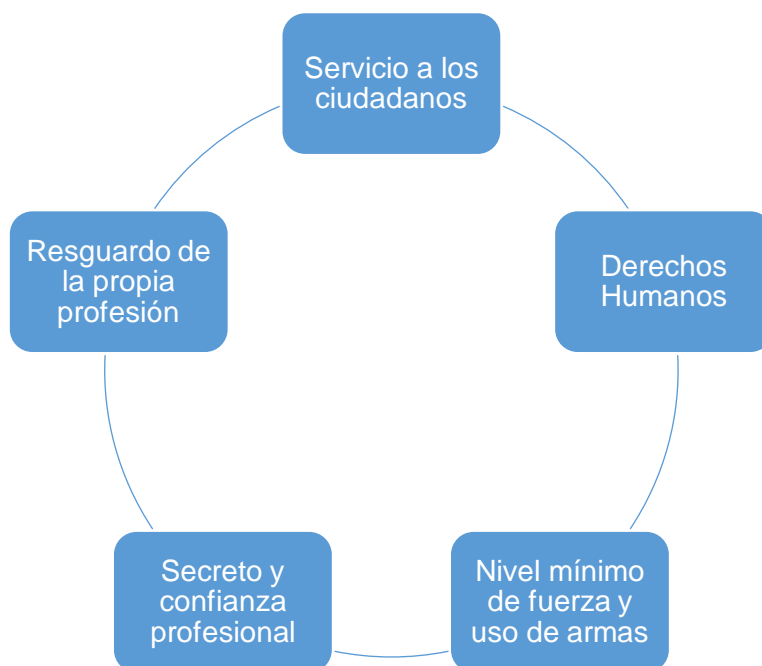 Servicio a los
ciudadanos
Derechos
Humanos
Nivel mínimo
de fuerza y
uso de armas
Secreto y
confianza
profesional
Resguardo de
la propia
profesión